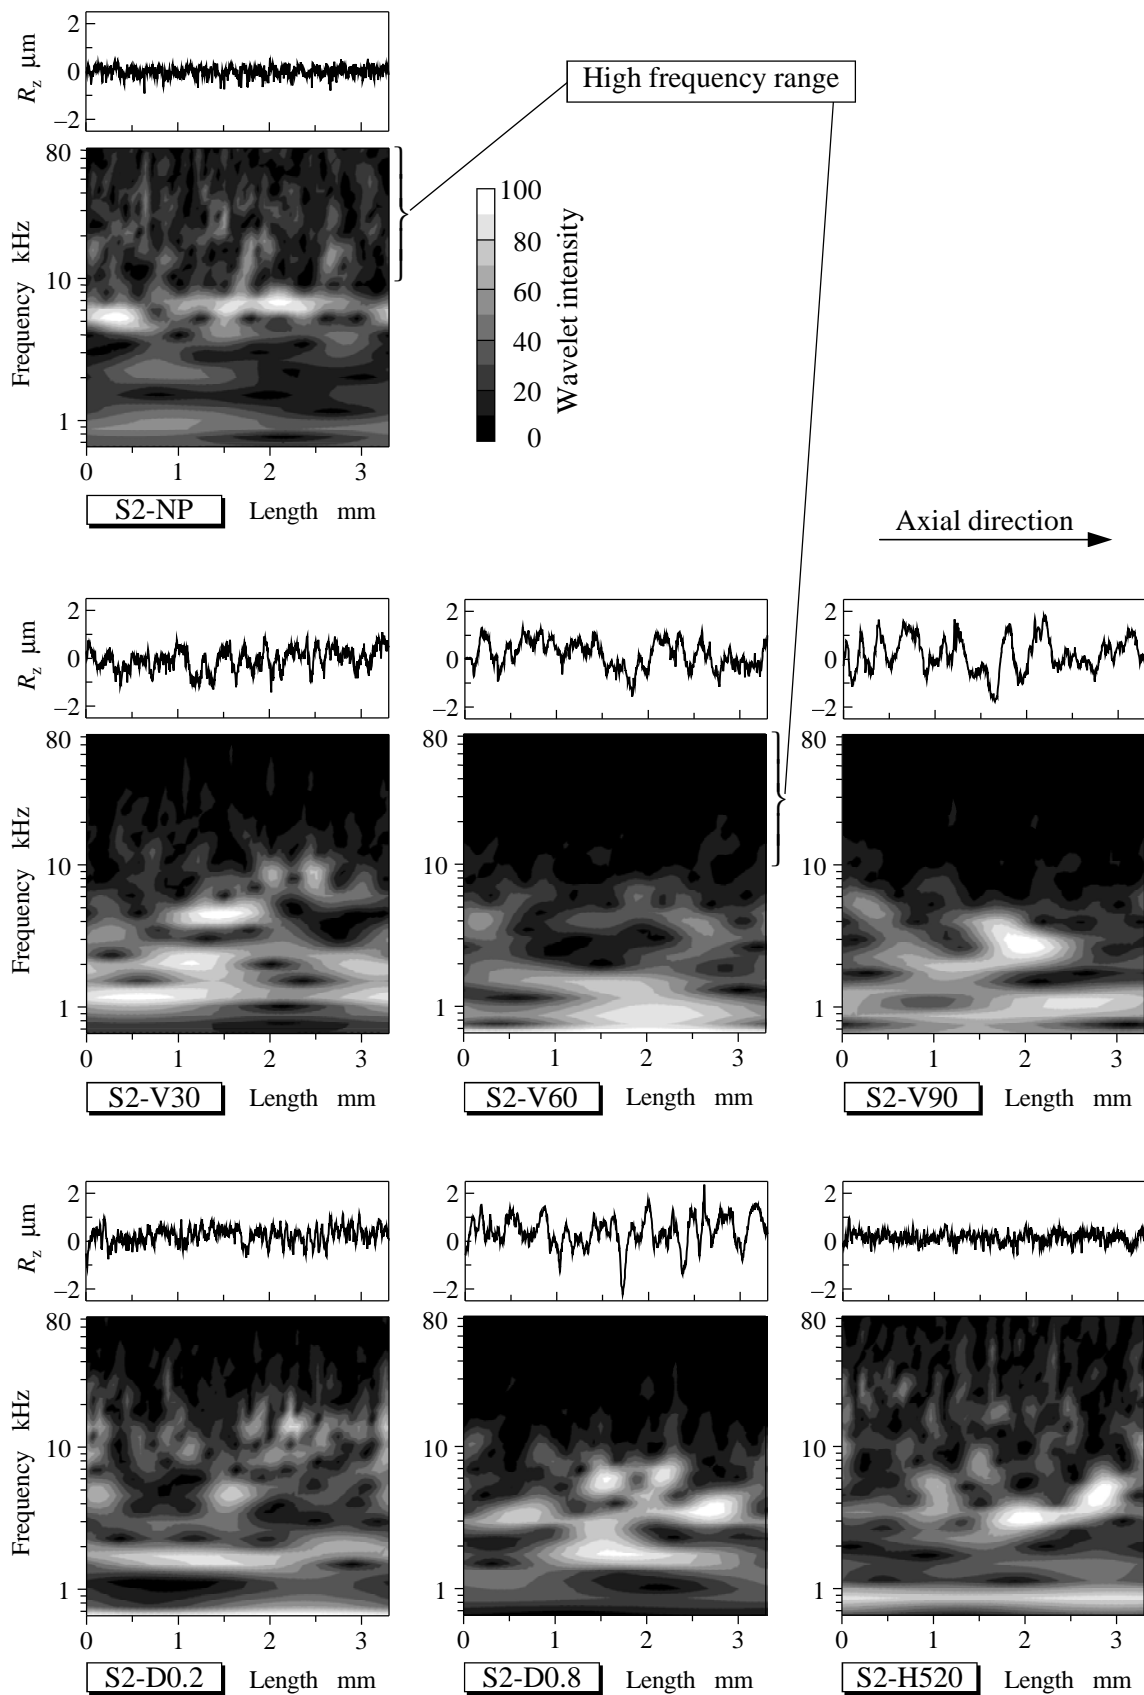 2
0
−2
R_z μm
High frequency range
80
10
1
Frequency kHz
0 1 2 3
S2-NP Length mm
100
80
60
40
20
0
Wavelet intensity
Axial direction
2
0
−2
R_z μm
2
0
−2
2
0
−2
80
10
1
Frequency kHz
80
10
1
80
10
1
0 1 2 3
0 1 2 3
0 1 2 3
S2-V30 Length mm
S2-V60 Length mm
S2-V90 Length mm
2
0
−2
R_z μm
2
0
−2
2
0
−2
80
10
1
Frequency kHz
80
10
1
80
10
1
0 1 2 3
0 1 2 3
0 1 2 3
S2-D0.2 Length mm
S2-D0.8 Length mm
S2-H520 Length mm